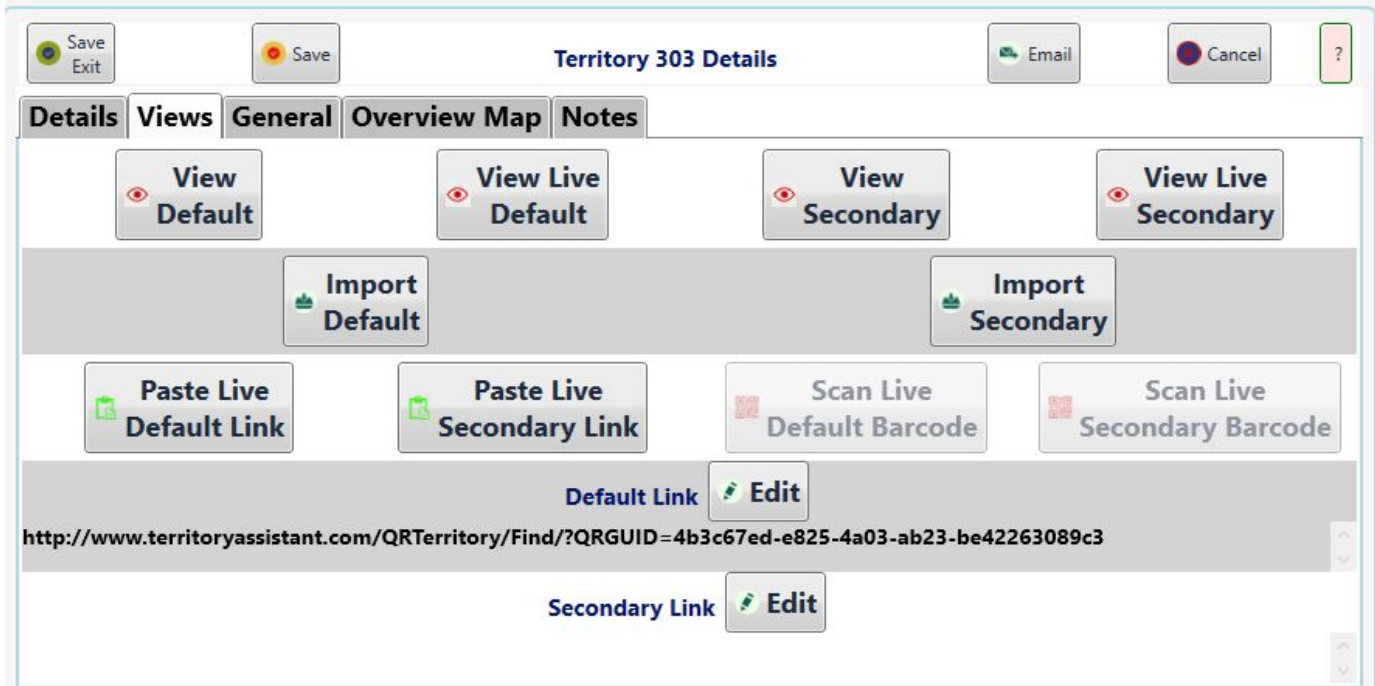 Save
Exit
Save
Territory 303 Details
Email
Cancel
?
Details Views General Overview Map Notes
View
Default
View Live
Default
View
Secondary
View Live
Secondary
Import
Default
Import
Secondary
Paste Live
Default Link
Paste Live
Secondary Link
Scan Live
Default Barcode
Scan Live
Secondary Barcode
Default Link Edit
http://www.territoryassistant.com/QRTerritory/Find/?QRGUID=4b3c67ed-e825-4a03-ab23-be42263089c3
Secondary Link Edit